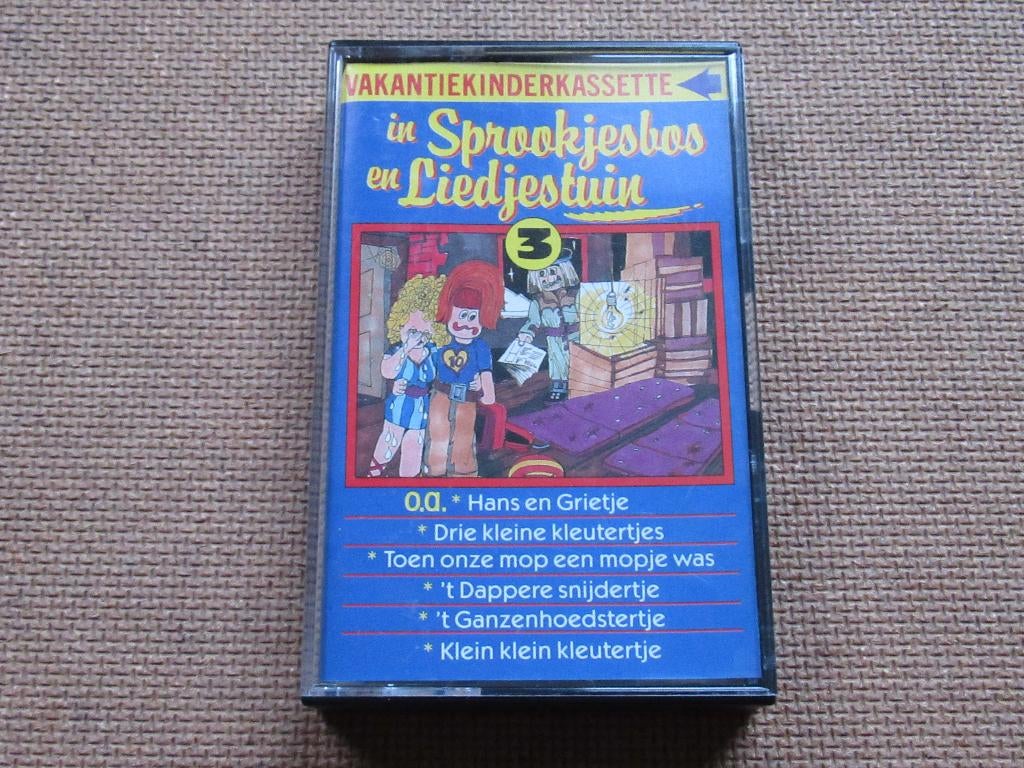 VAKANTIEKINDERKASSETTE
in Sprookjesbos
en Liedjestuin
3
10
o.a. * Hans en Grietje
* Drie kleine kleutertjes
* Toen onze mop een mopje was
* 't Dappere snijdertje
* 't Ganzenhoedstertje
* Klein klein kleutertje